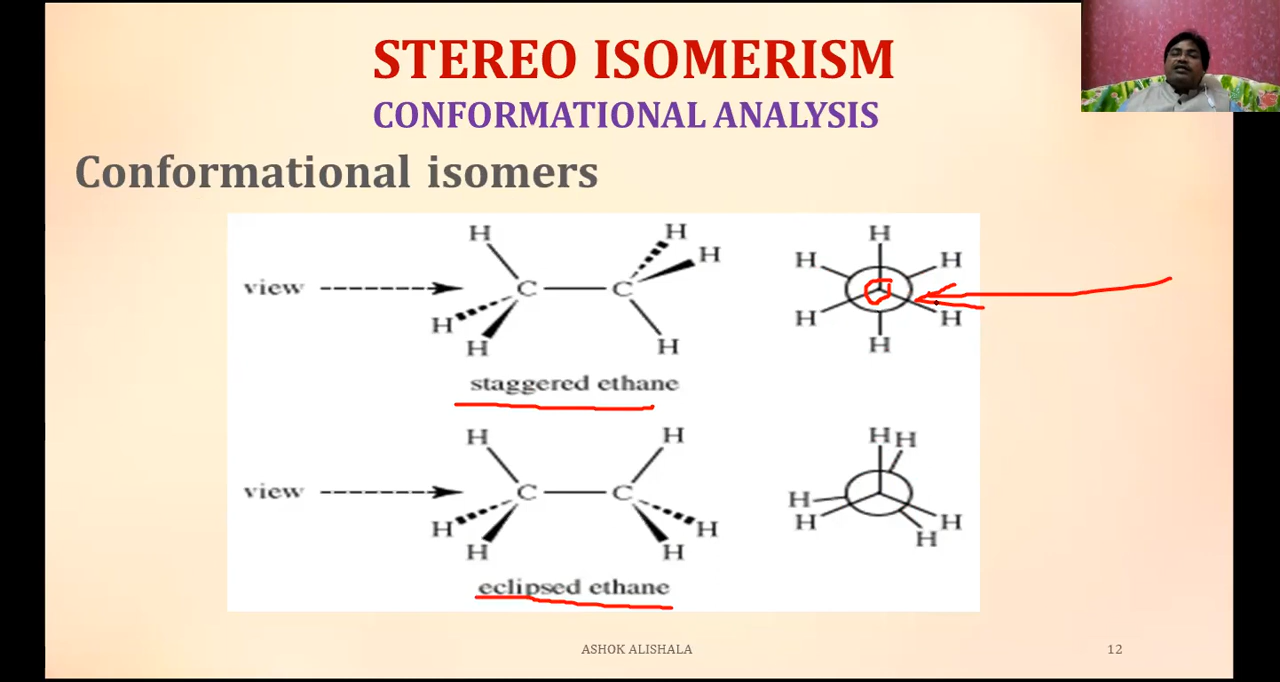 STEREO ISOMERISM
CONFORMATIONAL ANALYSIS
Conformational isomers
H H H H
H H
view C C
H H
H H H H
staggered ethane
H H H H
view C C
H
H H H H
H H H
eclipsed ethane
ASHOK ALISHALA 12